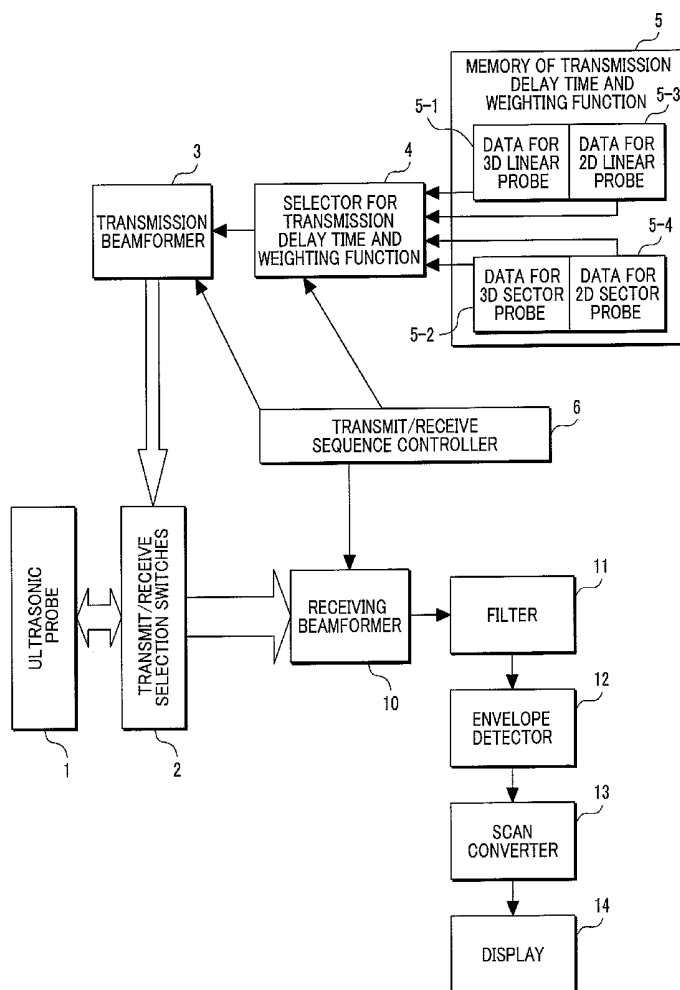 5
MEMORY OF TRANSMISSION
DELAY TIME AND
WEIGHTING FUNCTION
5-1
5-3
DATA FOR
3D LINEAR
PROBE
DATA FOR
2D LINEAR
PROBE
3
TRANSMISSION
BEAMFORMER
4
SELECTOR FOR
TRANSMISSION
DELAY TIME AND
WEIGHTING FUNCTION
5-4
DATA FOR
3D SECTOR
PROBE
DATA FOR
2D SECTOR
PROBE
5-2
6
TRANSMIT/RECEIVE
SEQUENCE CONTROLLER
ULTRASONIC
PROBE
1
TRANSMIT/RECEIVE
SELECTION SWITCHES
2
RECEIVING
BEAMFORMER
10
11
FILTER
12
ENVELOPE
DETECTOR
13
SCAN
CONVERTER
14
DISPLAY